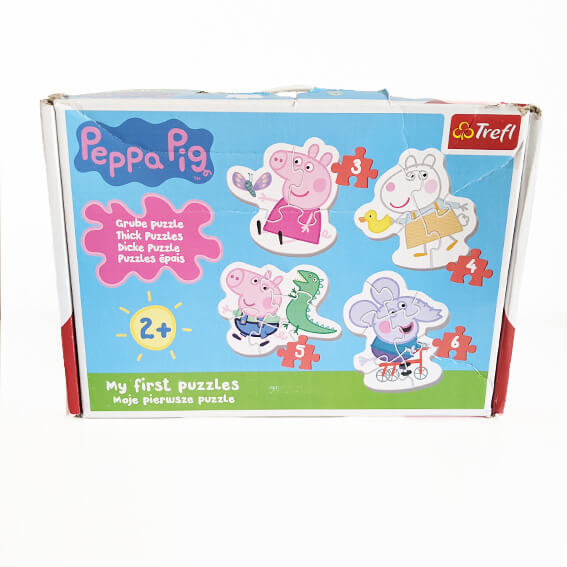 Peppa Pig
TM
Trefl
Grube puzzle
Thick Puzzles
Dicke Puzzle
Puzzles épais
3
4
2+
5
6
My first puzzles
Moje pierwsze puzzle